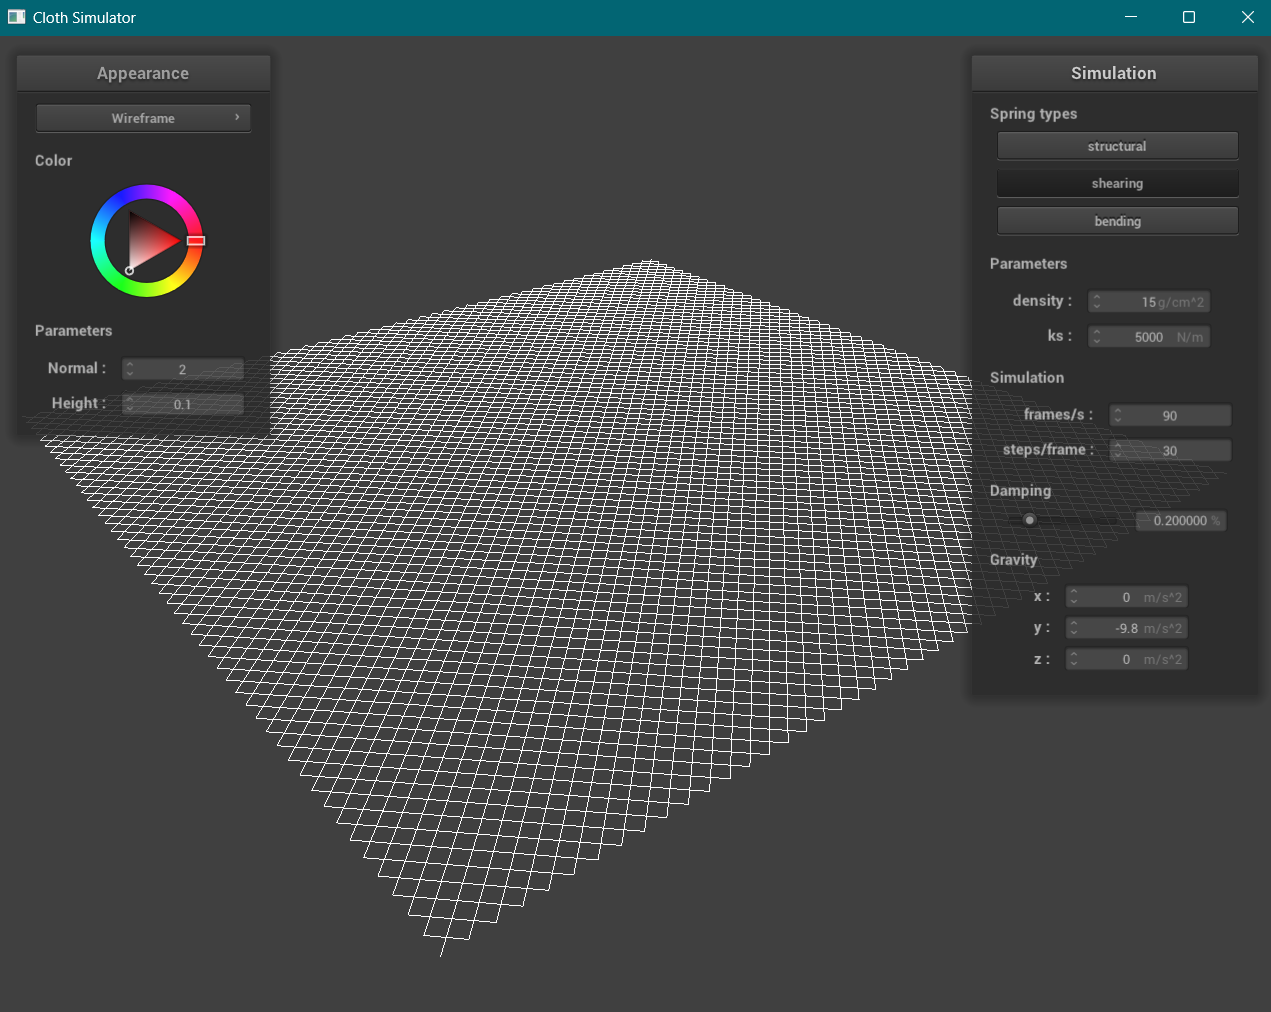 Cloth Simulator
Appearance
Wireframe
Color
Parameters
Normal : 2
Height : 0.1
Simulation
Spring types
structural
shearing
bending
Parameters
density : 15 g/cm^2
ks : 5000 N/m
Simulation
frames/s : 90
steps/frame : 30
Damping
0.200000 %
Gravity
x : 0 m/s^2
y : -9.8 m/s^2
z : 0 m/s^2